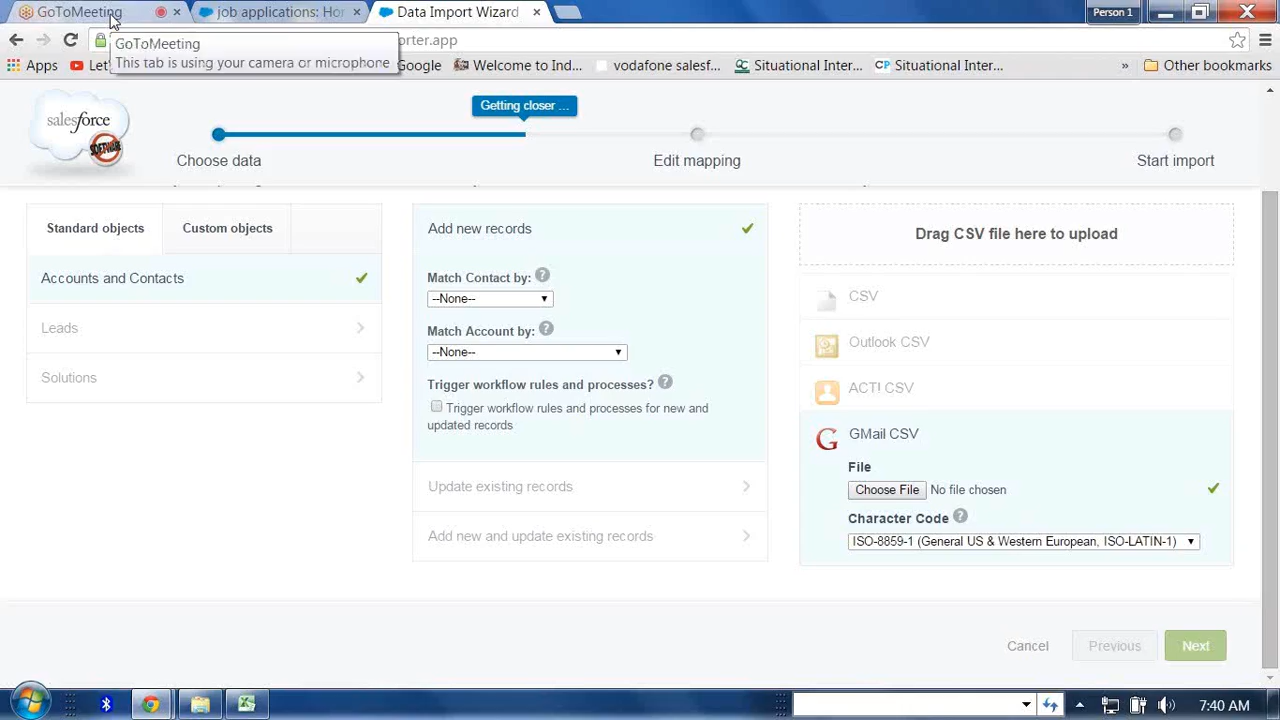 GoToMeeting
job applications: Hor
Data Import Wizard
Person 1
GoToMeeting
This tab is using your camera or microphone
orter.app
Apps
Let
Google
Welcome to Ind...
vodafone salesf...
Situational Inter...
CP
Situational Inter...
»
Other bookmarks
salesforce
SOFTWARE
Getting closer ...
Choose data
Edit mapping
Start import
Standard objects
Custom objects
Accounts and Contacts
Leads
Solutions
Add new records
Match Contact by: ?
--None--
Match Account by: ?
--None--
Trigger workflow rules and processes? ?
Trigger workflow rules and processes for new and
updated records
Update existing records
Add new and update existing records
Drag CSV file here to upload
CSV
Outlook CSV
ACT! CSV
GMail CSV
File
Choose File No file chosen
Character Code ?
ISO-8859-1 (General US & Western European, ISO-LATIN-1)
Cancel
Previous
Next
7:40 AM